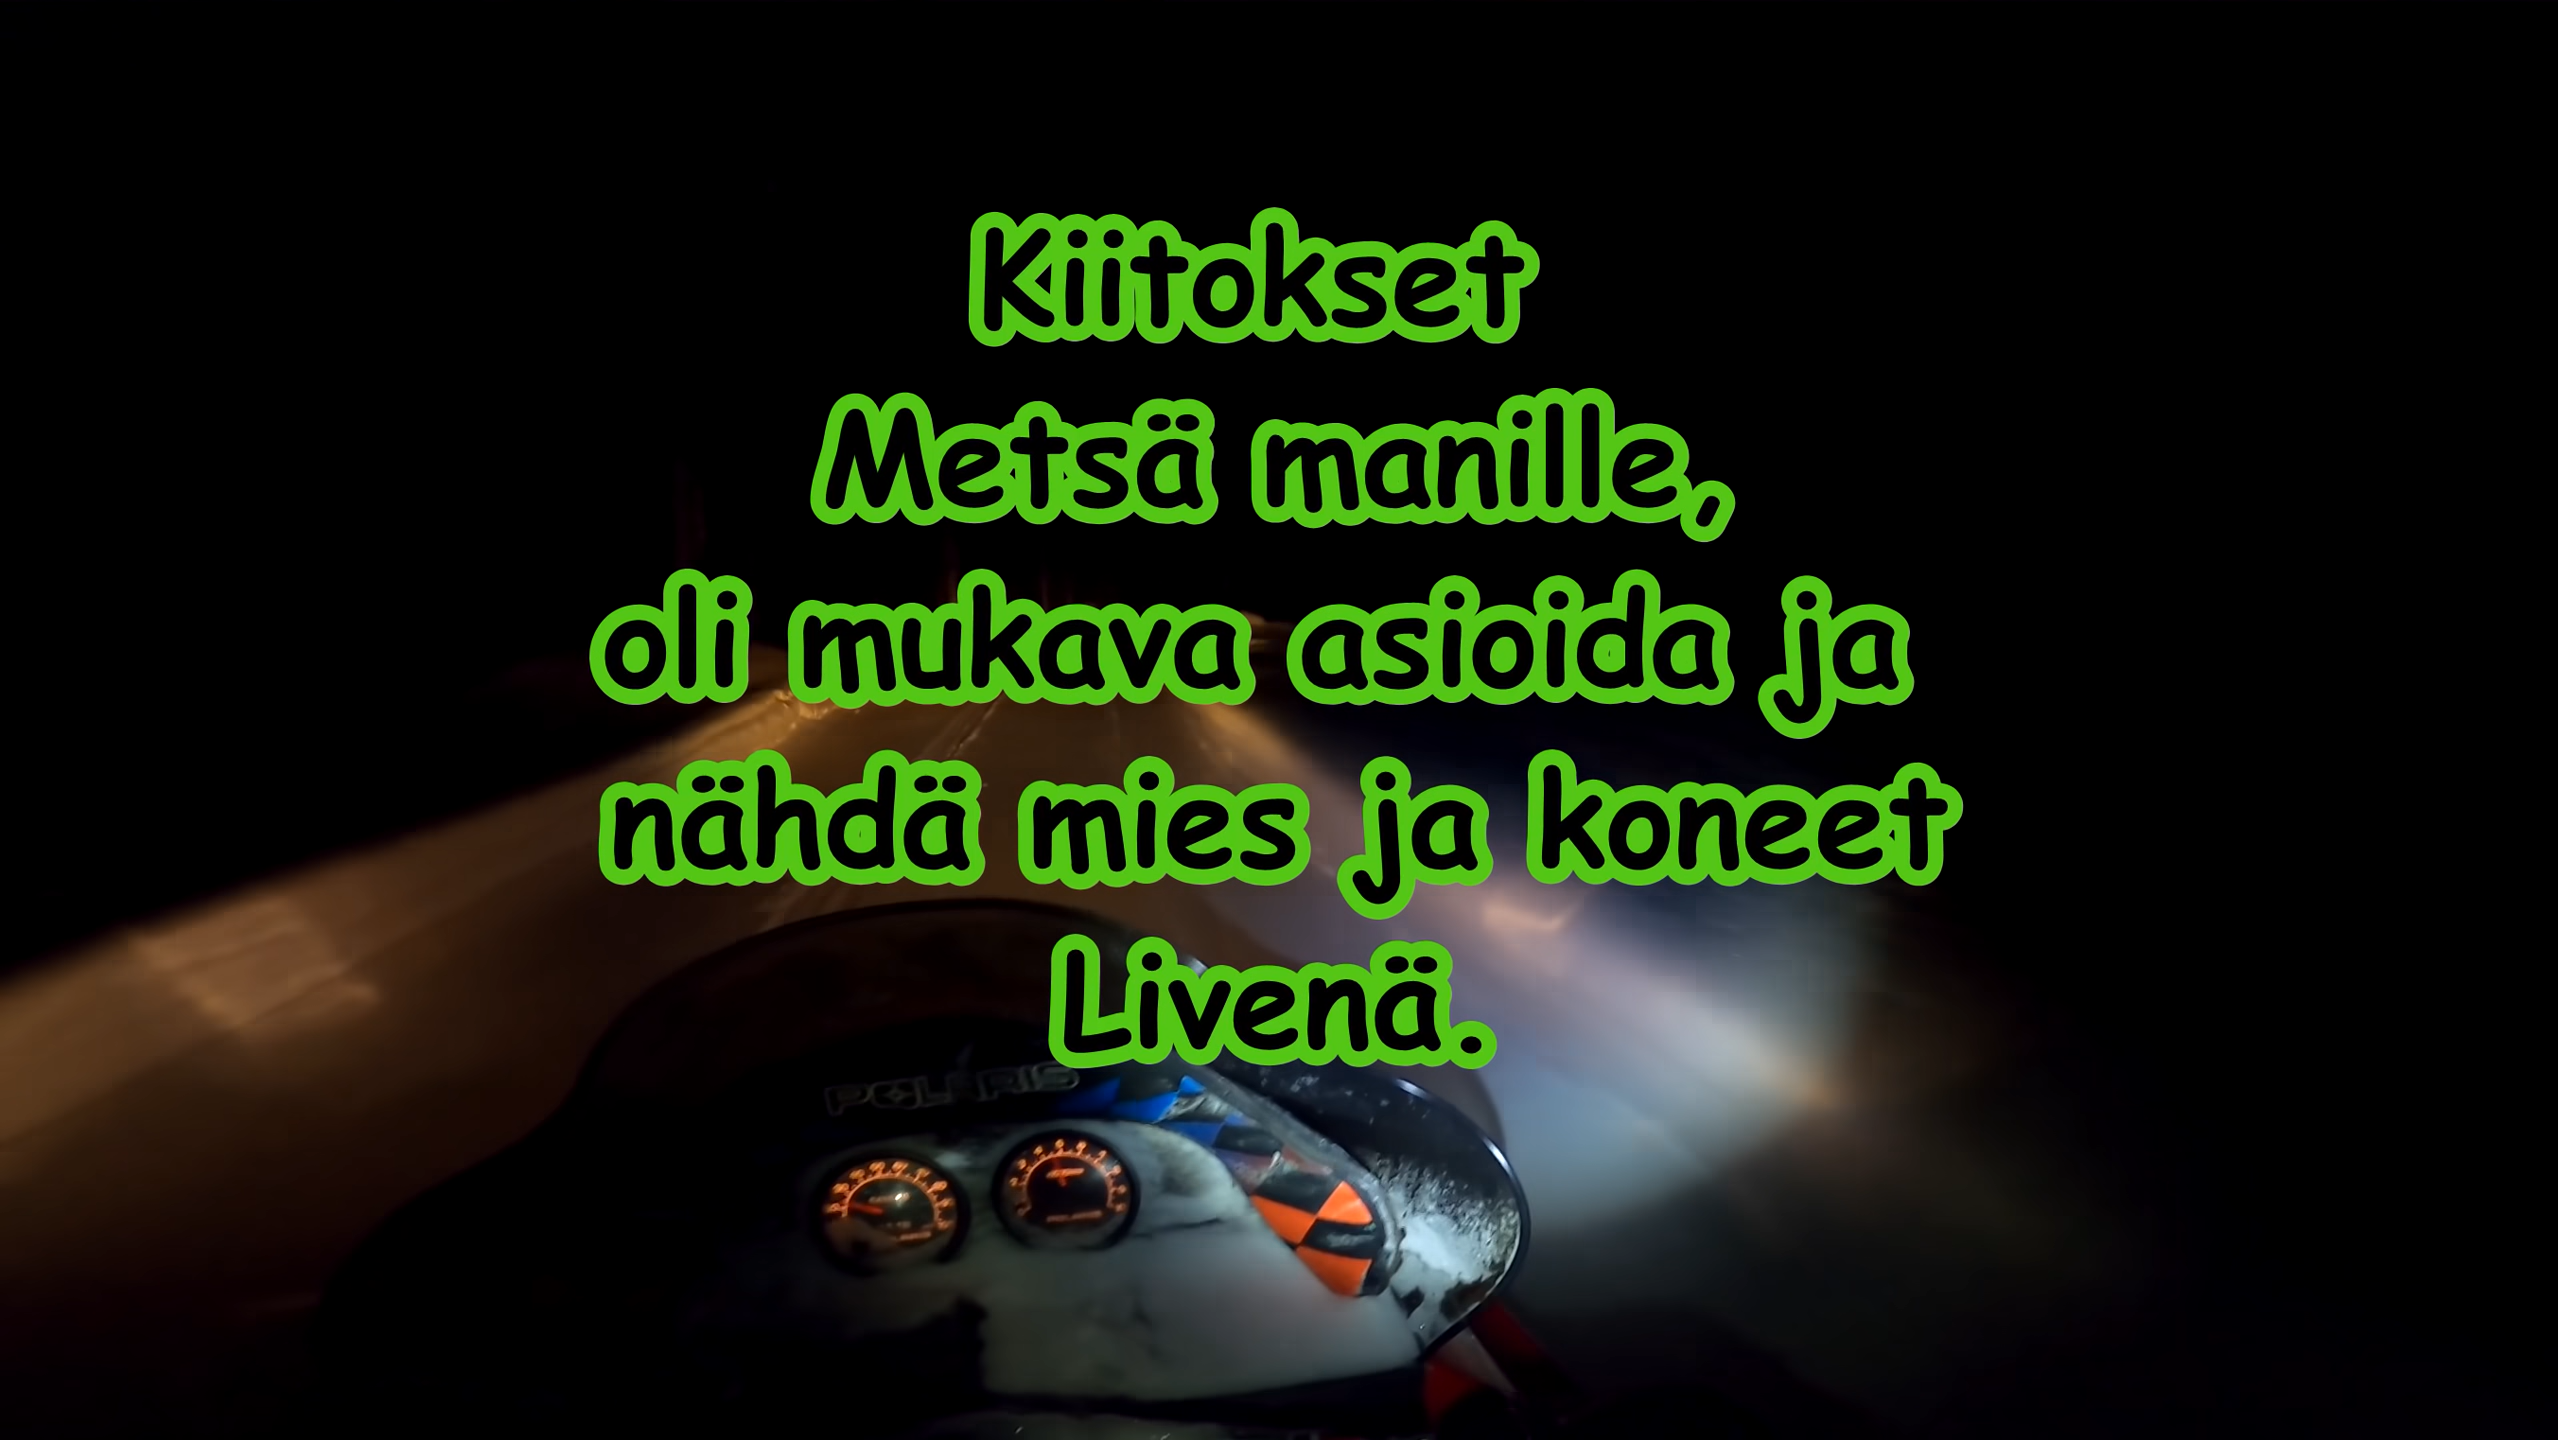 Kiitokset
Metsä manille,
oli mukava asioida ja
nähdä mies ja koneet
Livenä.
POLARIS